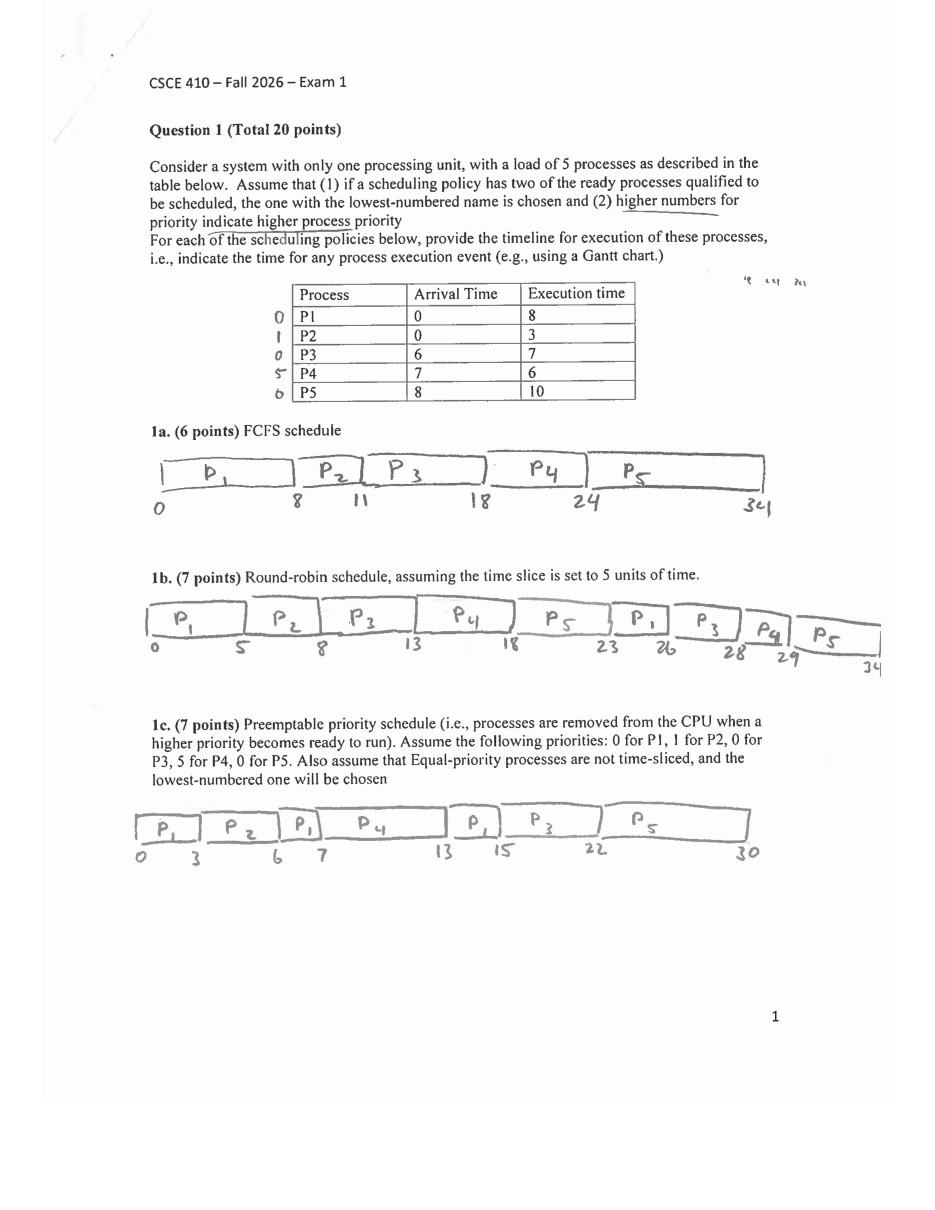 CSCE 410 – Fall 2026 – Exam 1
Question 1 (Total 20 points)
Consider a system with only one processing unit, with a load of 5 processes as described in the
table below. Assume that (1) if a scheduling policy has two of the ready processes qualified to
be scheduled, the one with the lowest-numbered name is chosen and (2) higher numbers for
priority indicate higher process priority
For each of the scheduling policies below, provide the timeline for execution of these processes,
i.e., indicate the time for any process execution event (e.g., using a Gantt chart.)
Process Arrival Time Execution time
0 P1 0 8
1 P2 0 3
0 P3 6 7
5 P4 7 6
0 P5 8 10
1a. (6 points) FCFS schedule
P1 P2 P3 P4 P5
0 8 11 18 24 34
1b. (7 points) Round-robin schedule, assuming the time slice is set to 5 units of time.
P1 P2 P3 P4 P5 P1 P3 P4 P5
0 5 8 13 18 23 26 28 29 34
1c. (7 points) Preemptable priority schedule (i.e., processes are removed from the CPU when a
higher priority becomes ready to run). Assume the following priorities: 0 for P1, 1 for P2, 0 for
P3, 5 for P4, 0 for P5. Also assume that Equal-priority processes are not time-sliced, and the
lowest-numbered one will be chosen
P1 P2 P1 P4 P1 P3 P5
0 3 6 7 13 15 22 30
1